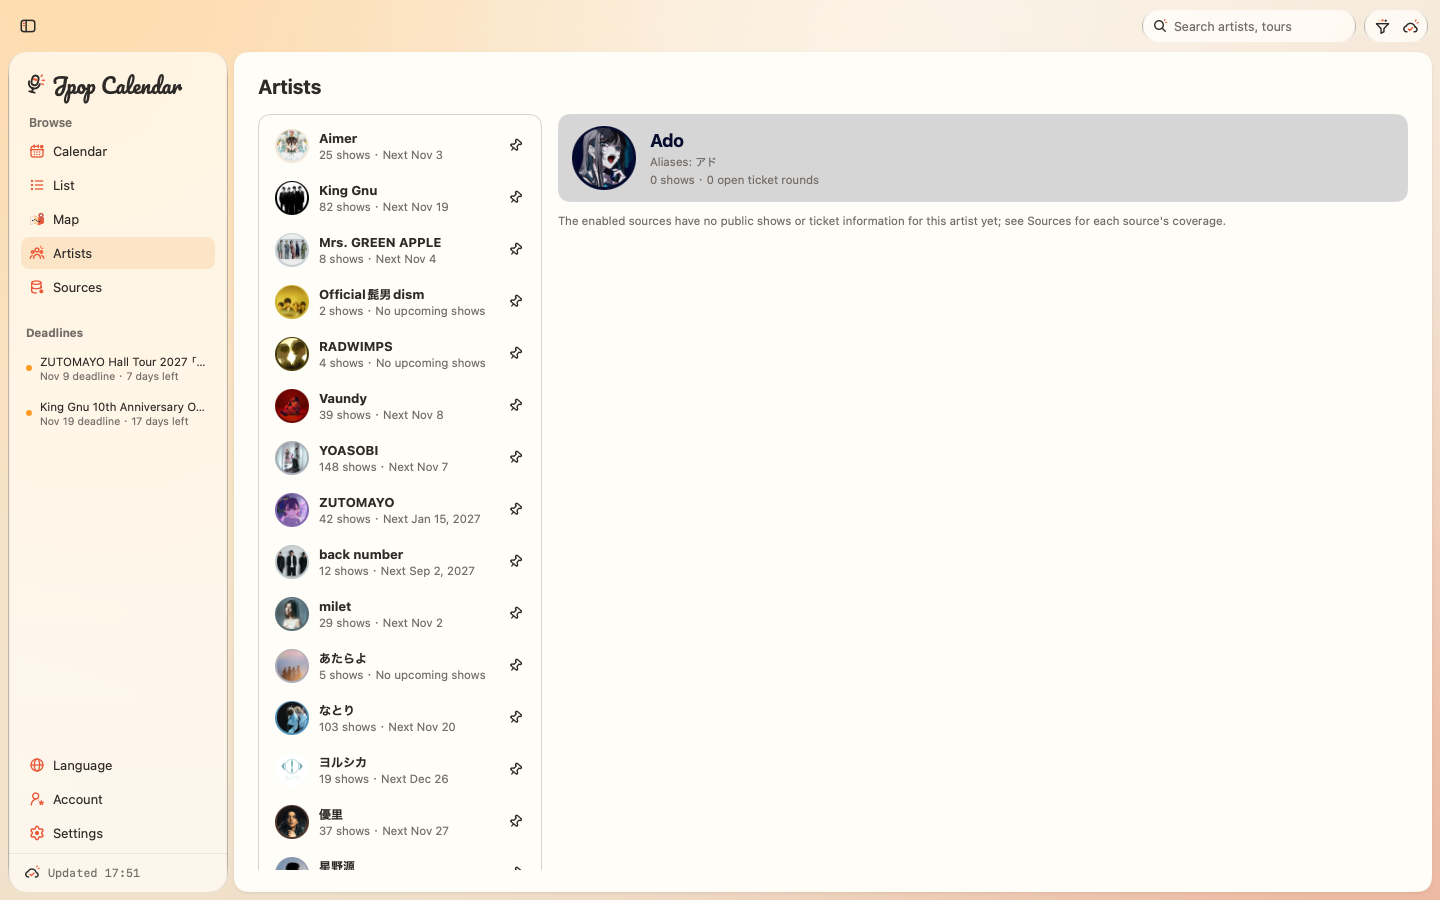 Search artists, tours
Jpop Calendar
Browse
Calendar
List
Map
Artists
Sources
Deadlines
ZUTOMAYO Hall Tour 2027「...
Nov 9 deadline · 7 days left
King Gnu 10th Anniversary O...
Nov 19 deadline · 17 days left
Language
Account
Settings
Updated 17:51
Artists
Aimer
25 shows · Next Nov 3
King Gnu
82 shows · Next Nov 19
Mrs. GREEN APPLE
8 shows · Next Nov 4
Official髭男dism
2 shows · No upcoming shows
RADWIMPS
4 shows · No upcoming shows
Vaundy
39 shows · Next Nov 8
YOASOBI
148 shows · Next Nov 7
ZUTOMAYO
42 shows · Next Jan 15, 2027
back number
12 shows · Next Sep 2, 2027
milet
29 shows · Next Nov 2
あたらよ
5 shows · No upcoming shows
なとり
103 shows · Next Nov 20
ヨルシカ
19 shows · Next Dec 26
優里
37 shows · Next Nov 27
星野源
Ado
Aliases: アド
0 shows · 0 open ticket rounds
The enabled sources have no public shows or ticket information for this artist yet; see Sources for each source's coverage.